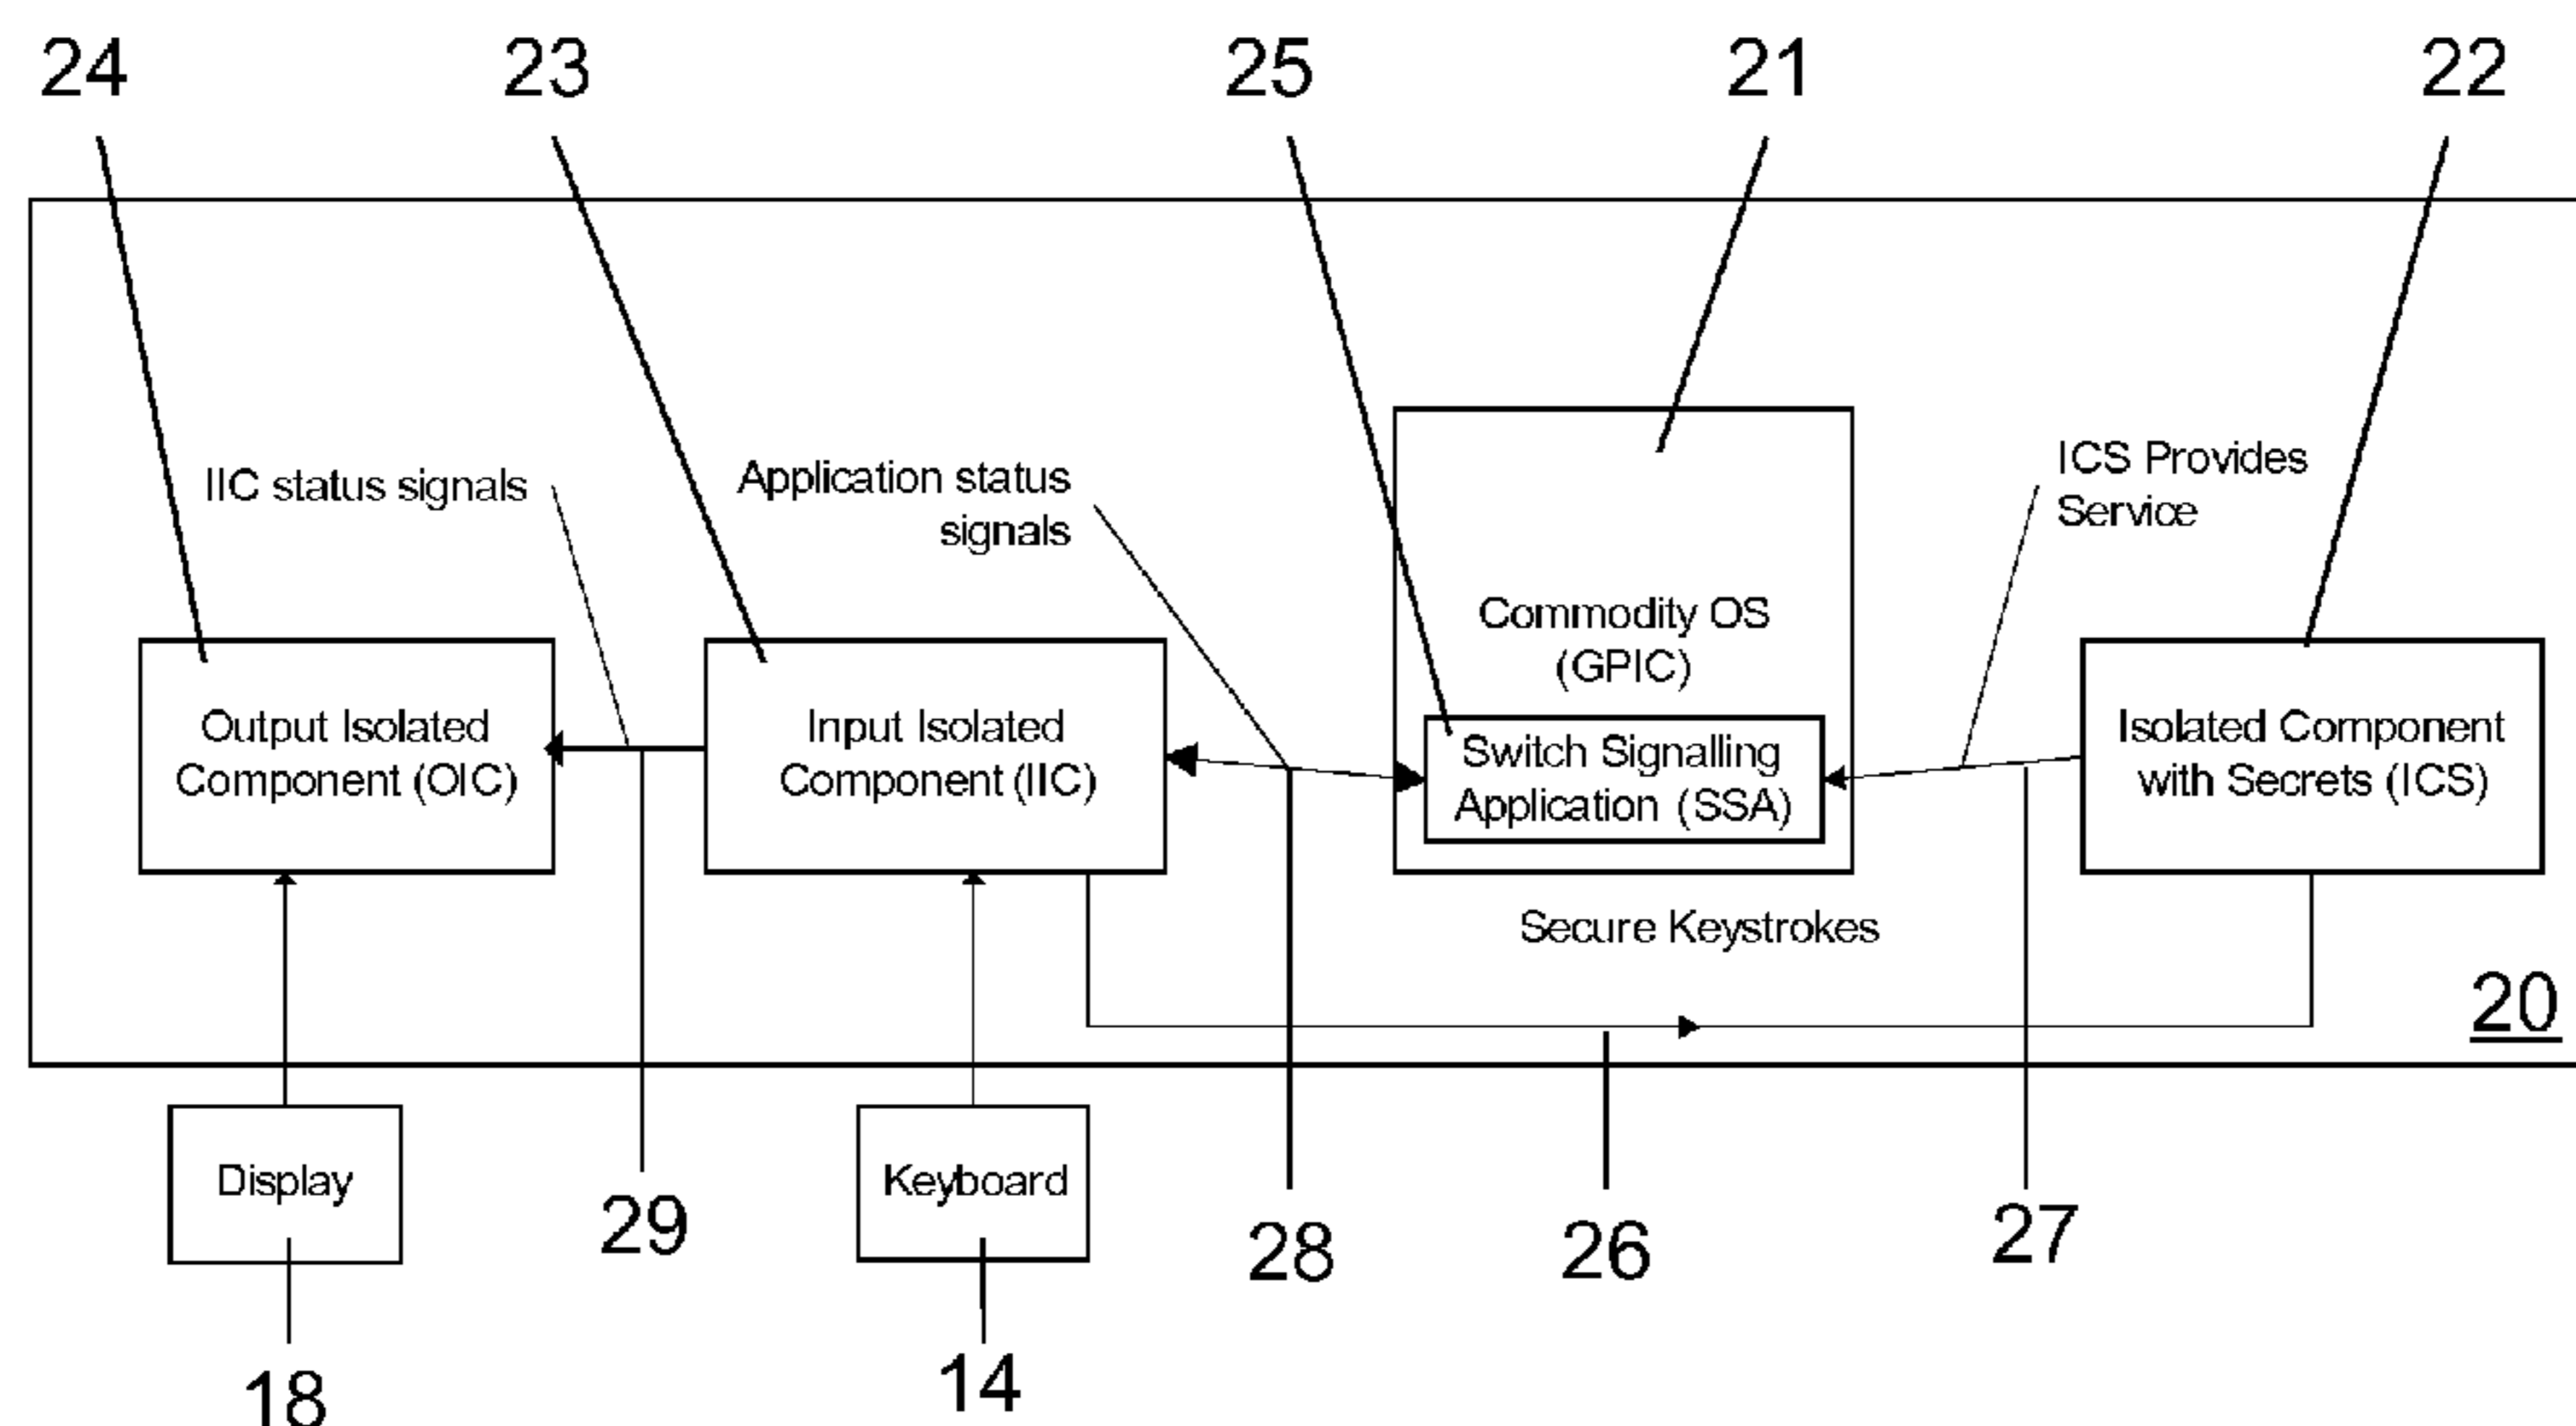 24
23
25
21
22
IIC status signals
Application status
signals
ICS Provides
Service
Commodity OS
(GPIC)
Output Isolated
Component (OIC)
Input Isolated
Component (IIC)
Switch Signalling
Application (SSA)
Isolated Component
with Secrets (ICS)
Secure Keystrokes
20
Display
Keyboard
29
28
26
27
18
14